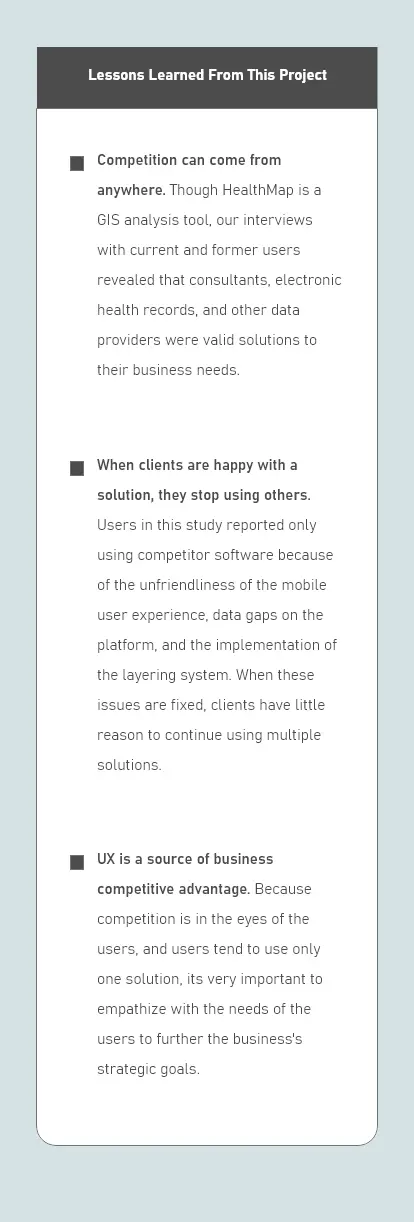 Lessons Learned From This Project
Competition can come from
anywhere. Though HealthMap is a
GIS analysis tool, our interviews
with current and former users
revealed that consultants, electronic
health records, and other data
providers were valid solutions to
their business needs.
When clients are happy with a
solution, they stop using others.
Users in this study reported only
using competitor software because
of the unfriendliness of the mobile
user experience, data gaps on the
platform, and the implementation of
the layering system. When these
issues are fixed, clients have little
reason to continue using multiple
solutions.
UX is a source of business
competitive advantage. Because
competition is in the eyes of the
users, and users tend to use only
one solution, its very important to
empathize with the needs of the
users to further the business's
strategic goals.